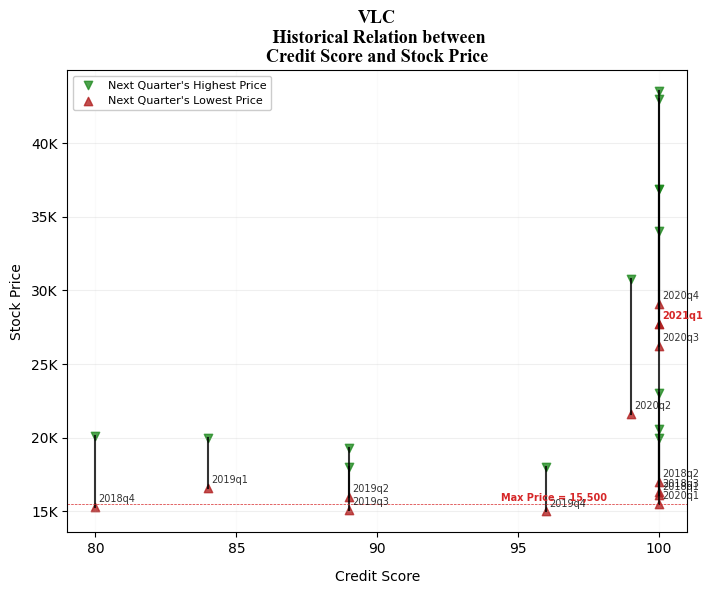 VLC
Historical Relation between
Credit Score and Stock Price
Next Quarter's Highest Price
Next Quarter's Lowest Price
40K
35K
30K
25K
20K
15K
Stock Price
2020q4
2021q1
2020q3
2020q2
2018q2
2018q3
2020q1
2019q1
2019q2
2019q3
2018q4
2019q4
Max Price = 15,500
80
85
90
95
100
Credit Score